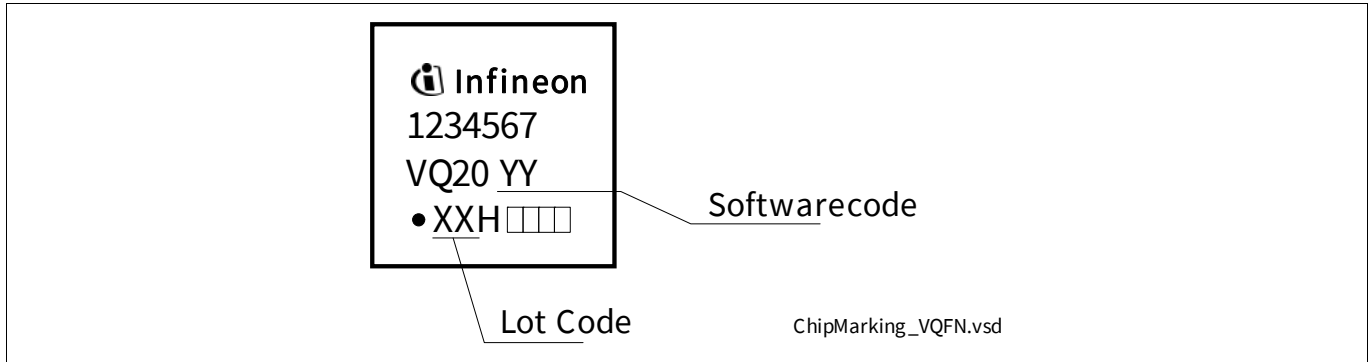 Infineon
1234567
VQ20 YY
•XXH□□□□
Softwarecode
Lot Code
ChipMarking_VQFN.vsd